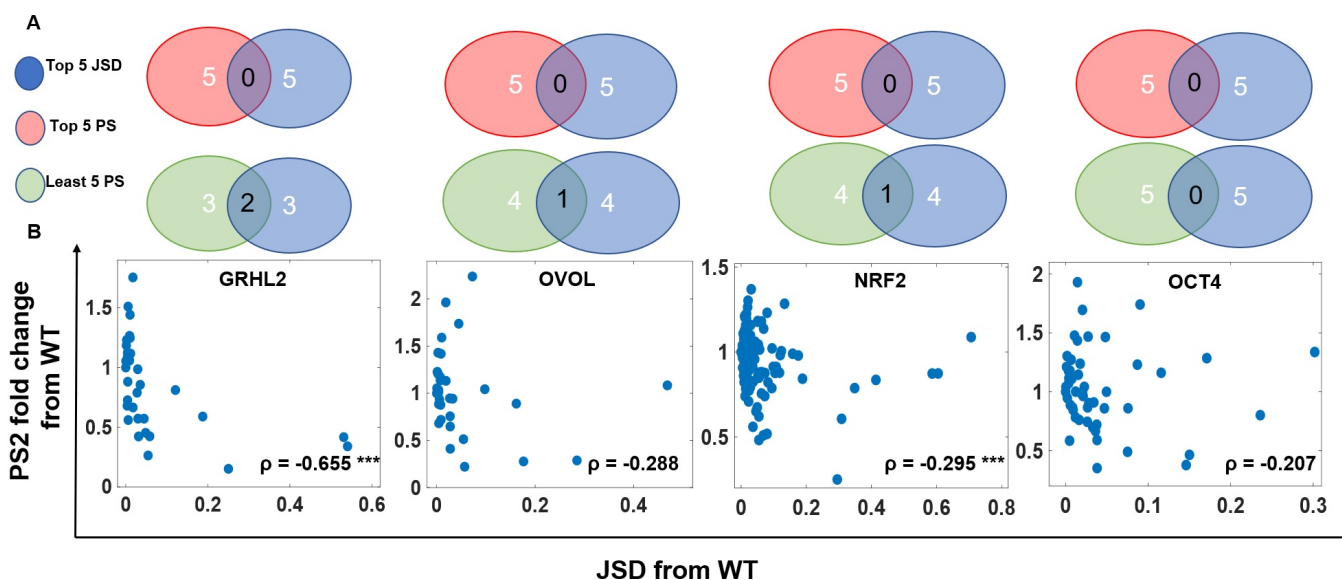 A
Top 5 JSD
Top 5 PS
Least 5 PS
5 0 5
5 0 5
5 0 5
5 0 5
3 2 3
4 1 4
4 1 4
5 0 5
B
PS2 fold change
from WT
GRHL2
1.5
1
0.5
0
0 0.2 0.4 0.6
ρ = -0.655 ***
OVOL
2
1.5
1
0.5
0
0 0.2 0.4
ρ = -0.288
NRF2
1.5
1
0.5
0 0.2 0.4 0.6 0.8
ρ = -0.295 ***
OCT4
2
1.5
1
0.5
0 0.1 0.2 0.3
ρ = -0.207
JSD from WT